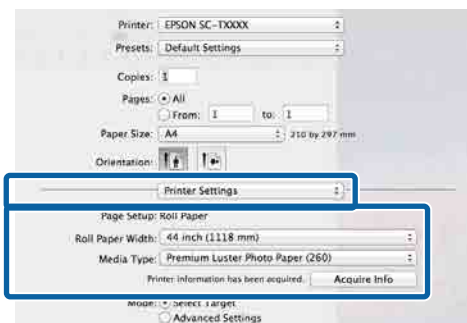 Printer: EPSON SC-TXXXX
Presets: Default Settings
Copies: 1
Pages: All
From: 1 to: 1
Paper Size: A4 210 by 297 mm
Orientation:
Printer Settings
Page Setup: Roll Paper
Roll Paper Width: 44 inch (1118 mm)
Media Type: Premium Luster Photo Paper (260)
Printer information has been acquired. Acquire Info
Mode: Select Target
Advanced Settings